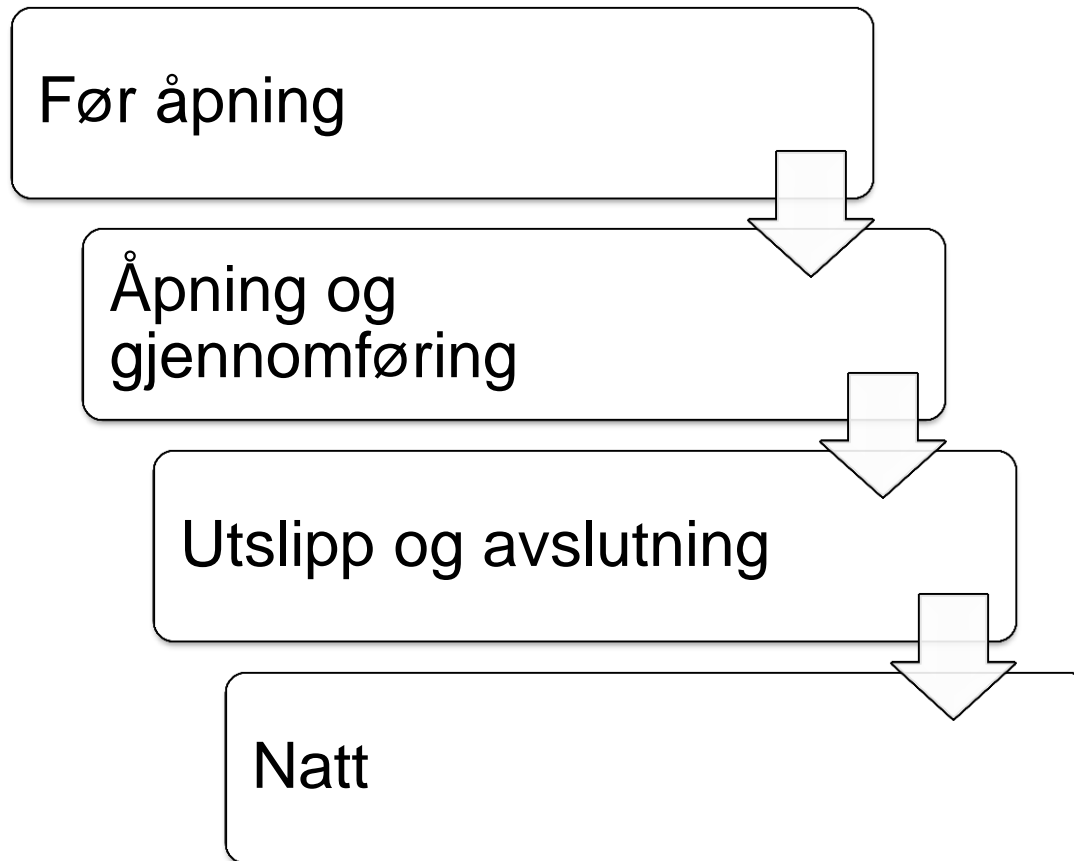 Før åpning
Åpning og
gjennomføring
Utslipp og avslutning
Natt